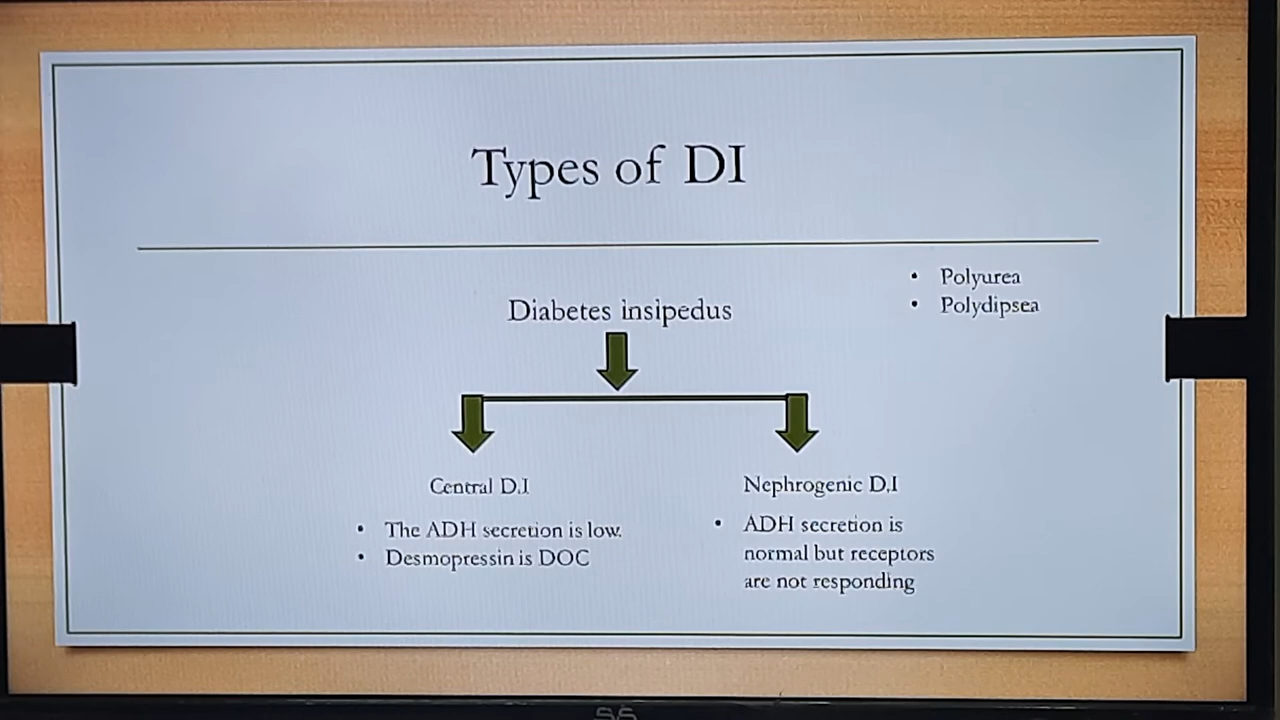 Types of DI
Polyurea
Polydipsea
Diabetes insipedus
Central D.I
The ADH secretion is low.
Desmopressin is DOC
Nephrogenic D.I
ADH secretion is
normal but receptors
are not responding